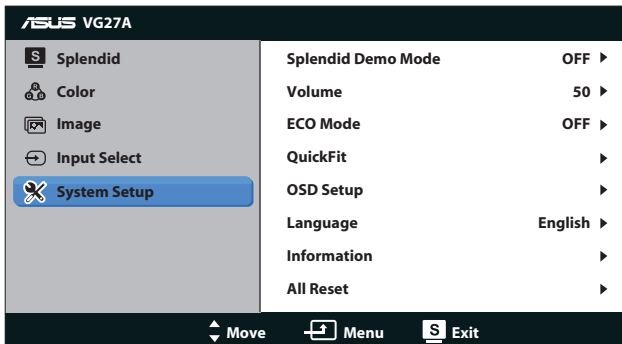 ASUS VG27A
S Splendid
Color
Image
Input Select
System Setup
Splendid Demo Mode OFF
Volume 50
ECO Mode OFF
QuickFit
OSD Setup
Language English
Information
All Reset
Move Menu S Exit